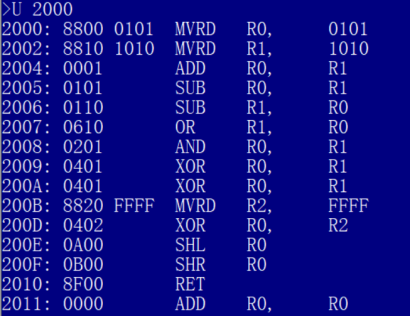 >U 2000
2000: 8800 0101 MVRD R0, 0101
2002: 8810 1010 MVRD R1, 1010
2004: 0001 ADD R0, R1
2005: 0101 SUB R0, R1
2006: 0110 SUB R1, R0
2007: 0610 OR R1, R0
2008: 0201 AND R0, R1
2009: 0401 XOR R0, R1
200A: 0401 XOR R0, R1
200B: 8820 FFFF MVRD R2, FFFF
200D: 0402 XOR R0, R2
200E: 0A00 SHL R0
200F: 0B00 SHR R0
2010: 8F00 RET
2011: 0000 ADD R0, R0